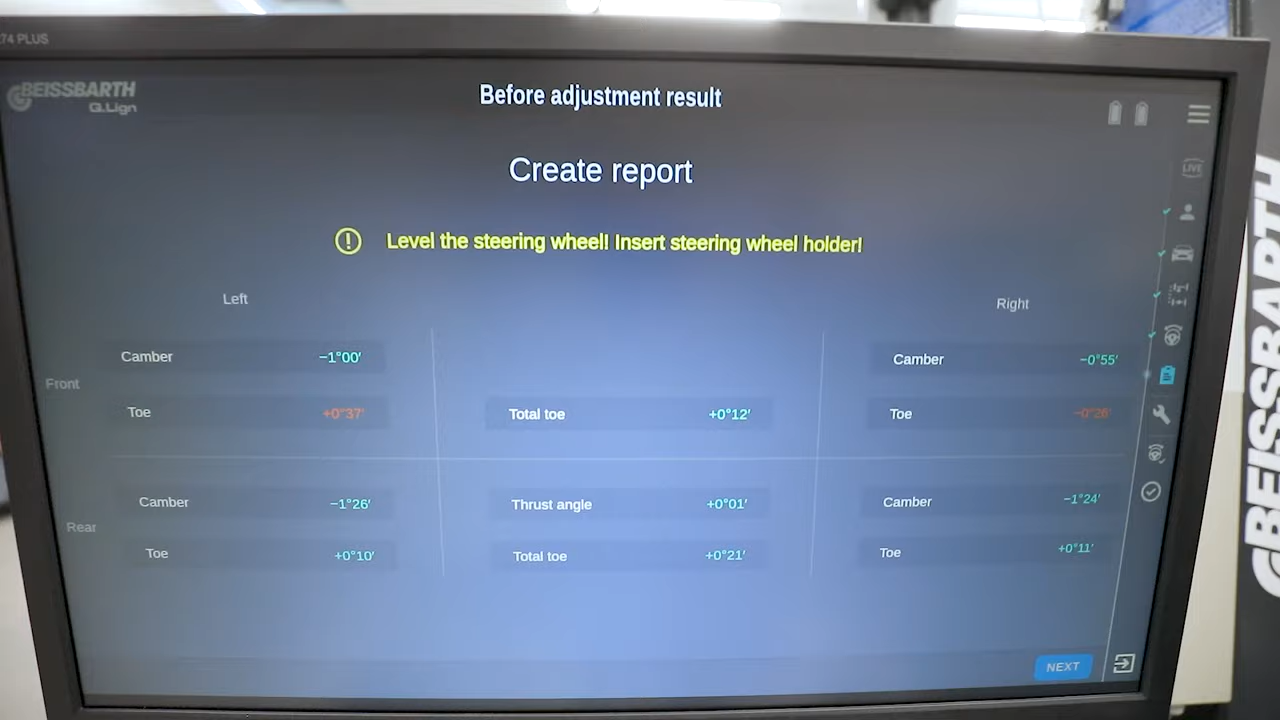 74 PLUS
BEISSBARTH
Q.Lign
Before adjustment result
Create report
Level the steering wheel! Insert steering wheel holder!
LIVE
Left
Right
Front
Camber −1°00′
Camber −0°55′
Toe +0°37′
Total toe +0°12′
Toe −0°26′
Rear
Camber −1°26′
Thrust angle +0°01′
Camber −1°24′
Toe +0°10′
Total toe +0°21′
Toe +0°11′
NEXT
BEISSBARTH